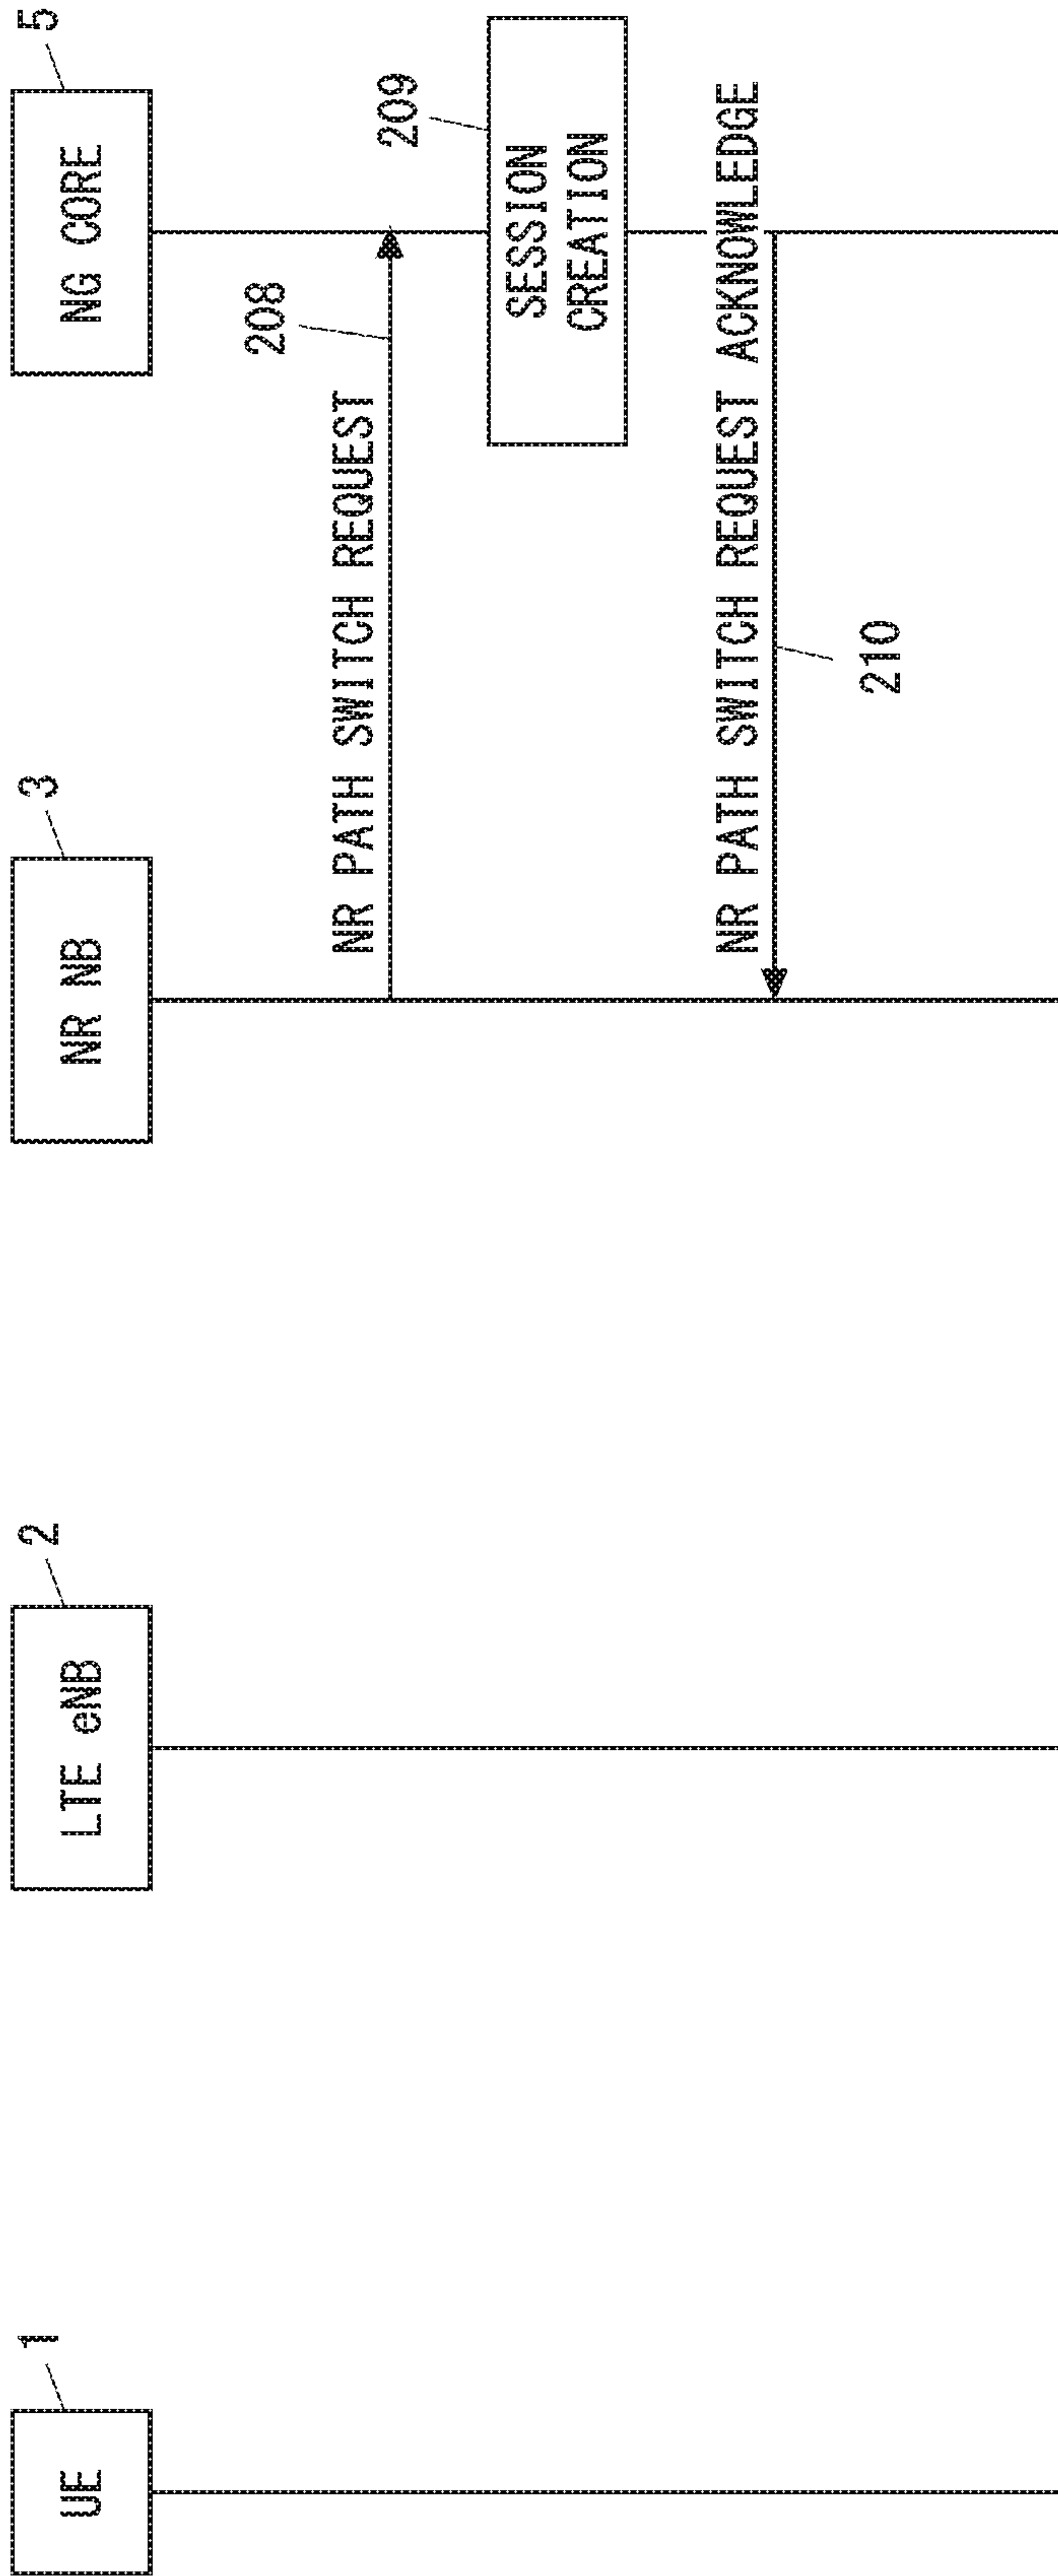 UE
1
LTE eNB
2
NR NB
3
NG CORE
5
NR PATH SWITCH REQUEST
208
SESSION
CREATION
209
NR PATH SWITCH REQUEST ACKNOWLEDGE
210